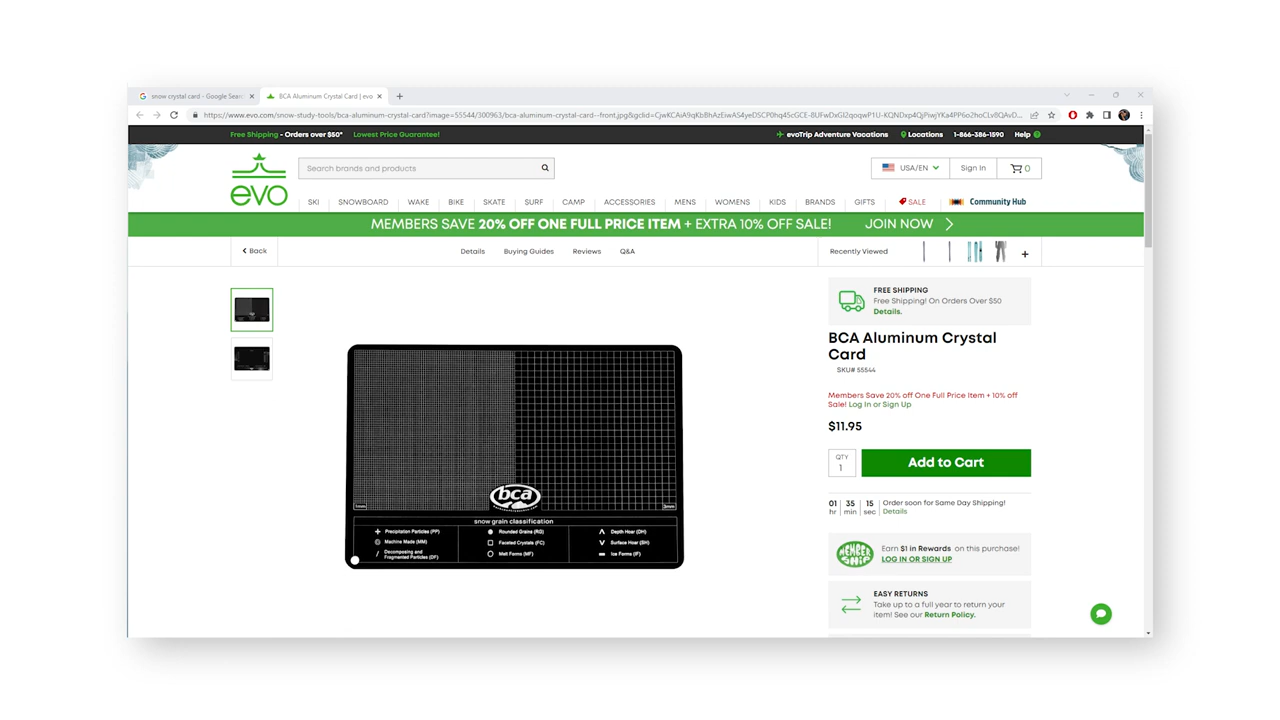 snow crystal card - Google Sear
BCA Aluminum Crystal Card | evo
https://www.evo.com/snow-study-tools/bca-aluminum-crystal-card?image=55544/300963/bca-aluminum-crystal-card--front.jpg&gclid=
Free Shipping - Orders over $50* Lowest Price Guarantee!
evoTrip Adventure Vacations Locations 1-866-386-1590 Help ?
evo
Search brands and products
USA/EN Sign In 0
SKI SNOWBOARD WAKE BIKE SKATE SURF CAMP ACCESSORIES MENS WOMENS KIDS BRANDS GIFTS SALE Community Hub
MEMBERS SAVE 20% OFF ONE FULL PRICE ITEM + EXTRA 10% OFF SALE! JOIN NOW
Back Details Buying Guides Reviews Q&A Recently Viewed +
FREE SHIPPING
Free Shipping! On Orders Over $50
Details.
BCA Aluminum Crystal
Card
SKU# 55544
Members Save 20% off One Full Price Item + 10% off
Sale! Log In or Sign Up
$11.95
QTY
1
Add to Cart
01 35 15 Order soon for Same Day Shipping!
hr min sec Details
MEMBER SHIP
Earn $1 in Rewards on this purchase!
LOG IN OR SIGN UP
EASY RETURNS
Take up to a full year to return your
item! See our Return Policy.
bca
1mm 3mm
snow grain classification
Precipitation Particles (PP) Rounded Grains (RG) Depth Hoar (DH)
Machine Made (MM) Faceted Crystals (FC) Surface Hoar (SH)
Decomposing and
Fragmented Particles (DF) Melt Forms (MF) Ice Forms (IF)